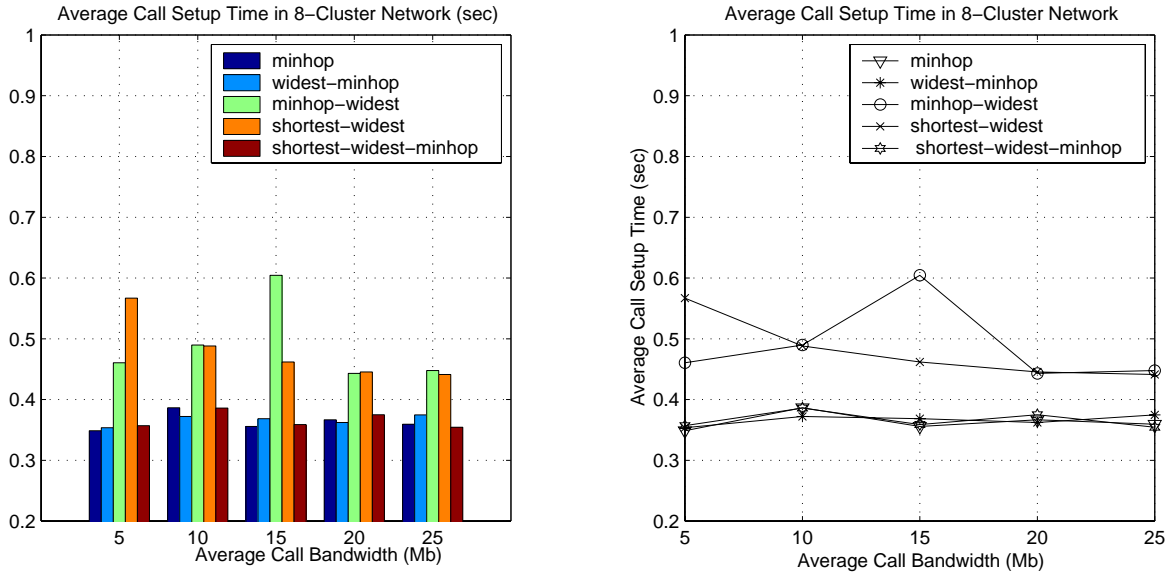 Average Call Setup Time in 8−Cluster Network (sec)
1
0.9
0.8
0.7
0.6
0.5
0.4
0.3
0.2
minhop
widest−minhop
minhop−widest
shortest−widest
shortest−widest−minhop
5 10 15 20 25
Average Call Bandwidth (Mb)
Average Call Setup Time in 8−Cluster Network
Average Call Setup Time (sec)
1
0.9
0.8
0.7
0.6
0.5
0.4
0.3
0.2
minhop
widest−minhop
minhop−widest
shortest−widest
shortest−widest−minhop
5 10 15 20 25
Average Call Bandwidth (Mb)